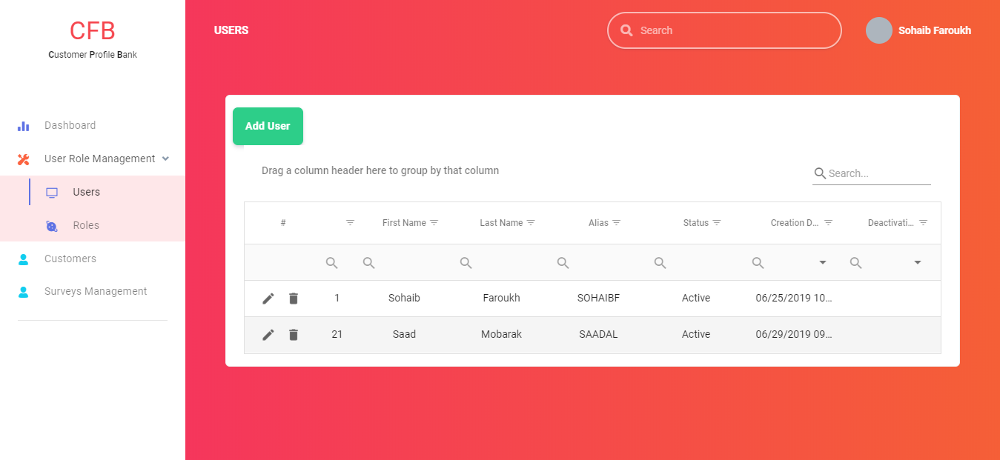 CFB
Customer Profile Bank
Dashboard
User Role Management
Users
Roles
Customers
Surveys Management
USERS
Search
Sohaib Faroukh
Add User
Drag a column header here to group by that column
Search...
# First Name Last Name Alias Status Creation D... Deactivati...
1 Sohaib Faroukh SOHAIBF Active 06/25/2019 10...
21 Saad Mobarak SAADAL Active 06/29/2019 09...